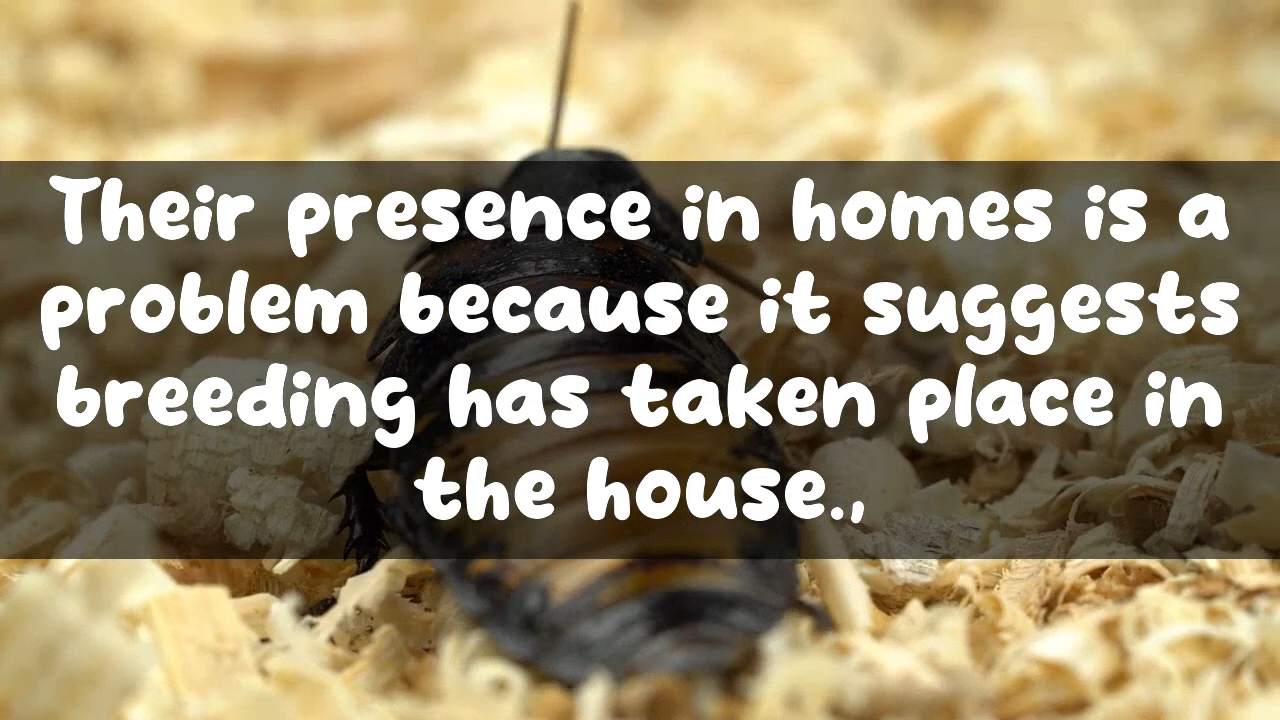 Their presence in homes is a
problem because it suggests
breeding has taken place in
the house.,